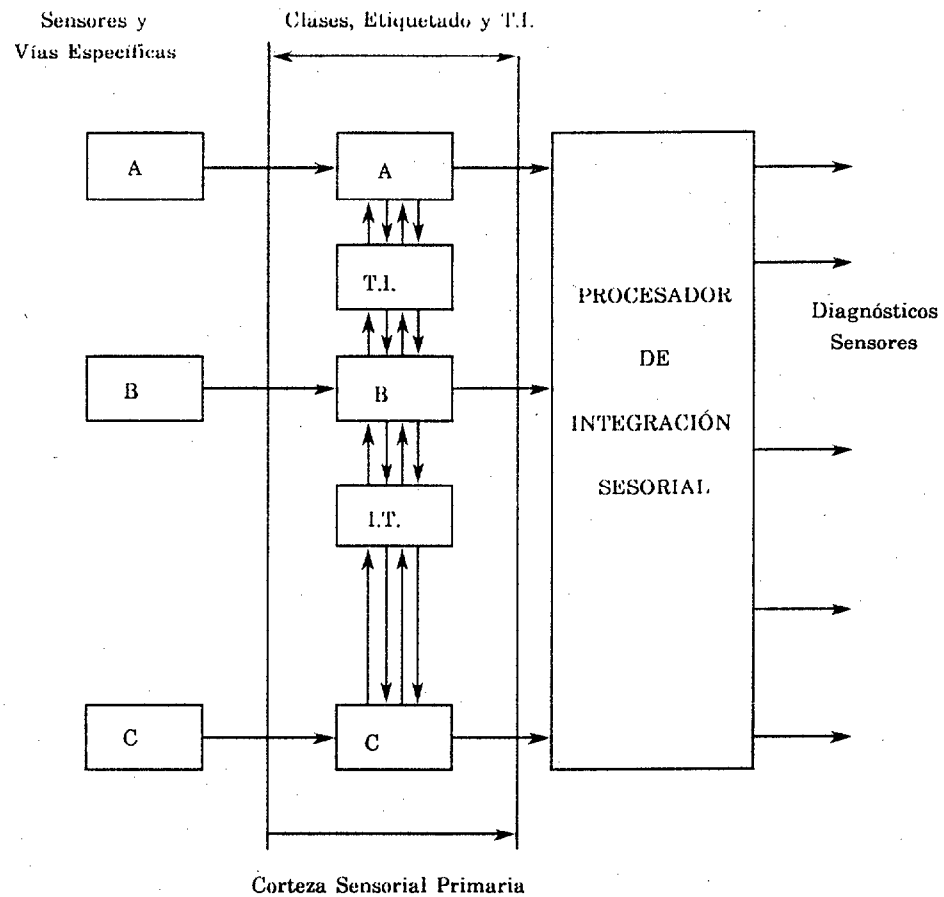 Sensores y
Vías Específicas
Clases, Etiquetado y T.I.
A
A
T.I.
B
B
I.T.
C
C
PROCESADOR
DE
INTEGRACIÓN
SESORIAL
Diagnósticos
Sensores
Corteza Sensorial Primaria